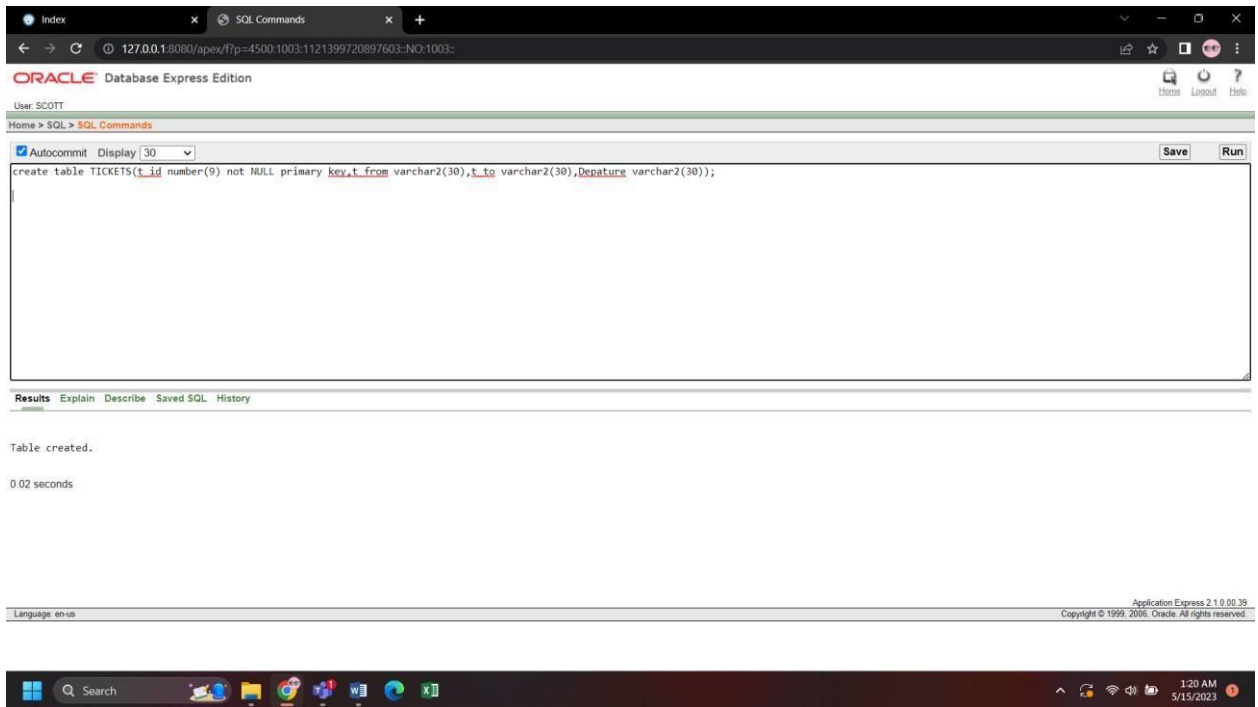 Index
SQL Commands
127.0.0.1:8080/apex/f?p=4500:1003:1121399720897603::NO:1003::
ORACLE Database Express Edition
Home Logout Help
User: SCOTT
Home > SQL > SQL Commands
Autocommit Display 30
Save Run
create table TICKETS(t_id number(9) not NULL primary key,t_from varchar2(30),t_to varchar2(30),Depature varchar2(30));
Results Explain Describe Saved SQL History
Table created.
0.02 seconds
Application Express 2.1.0.00.39
Language: en-us
Copyright © 1999, 2006, Oracle. All rights reserved.
Search
1:20 AM
5/15/2023
1